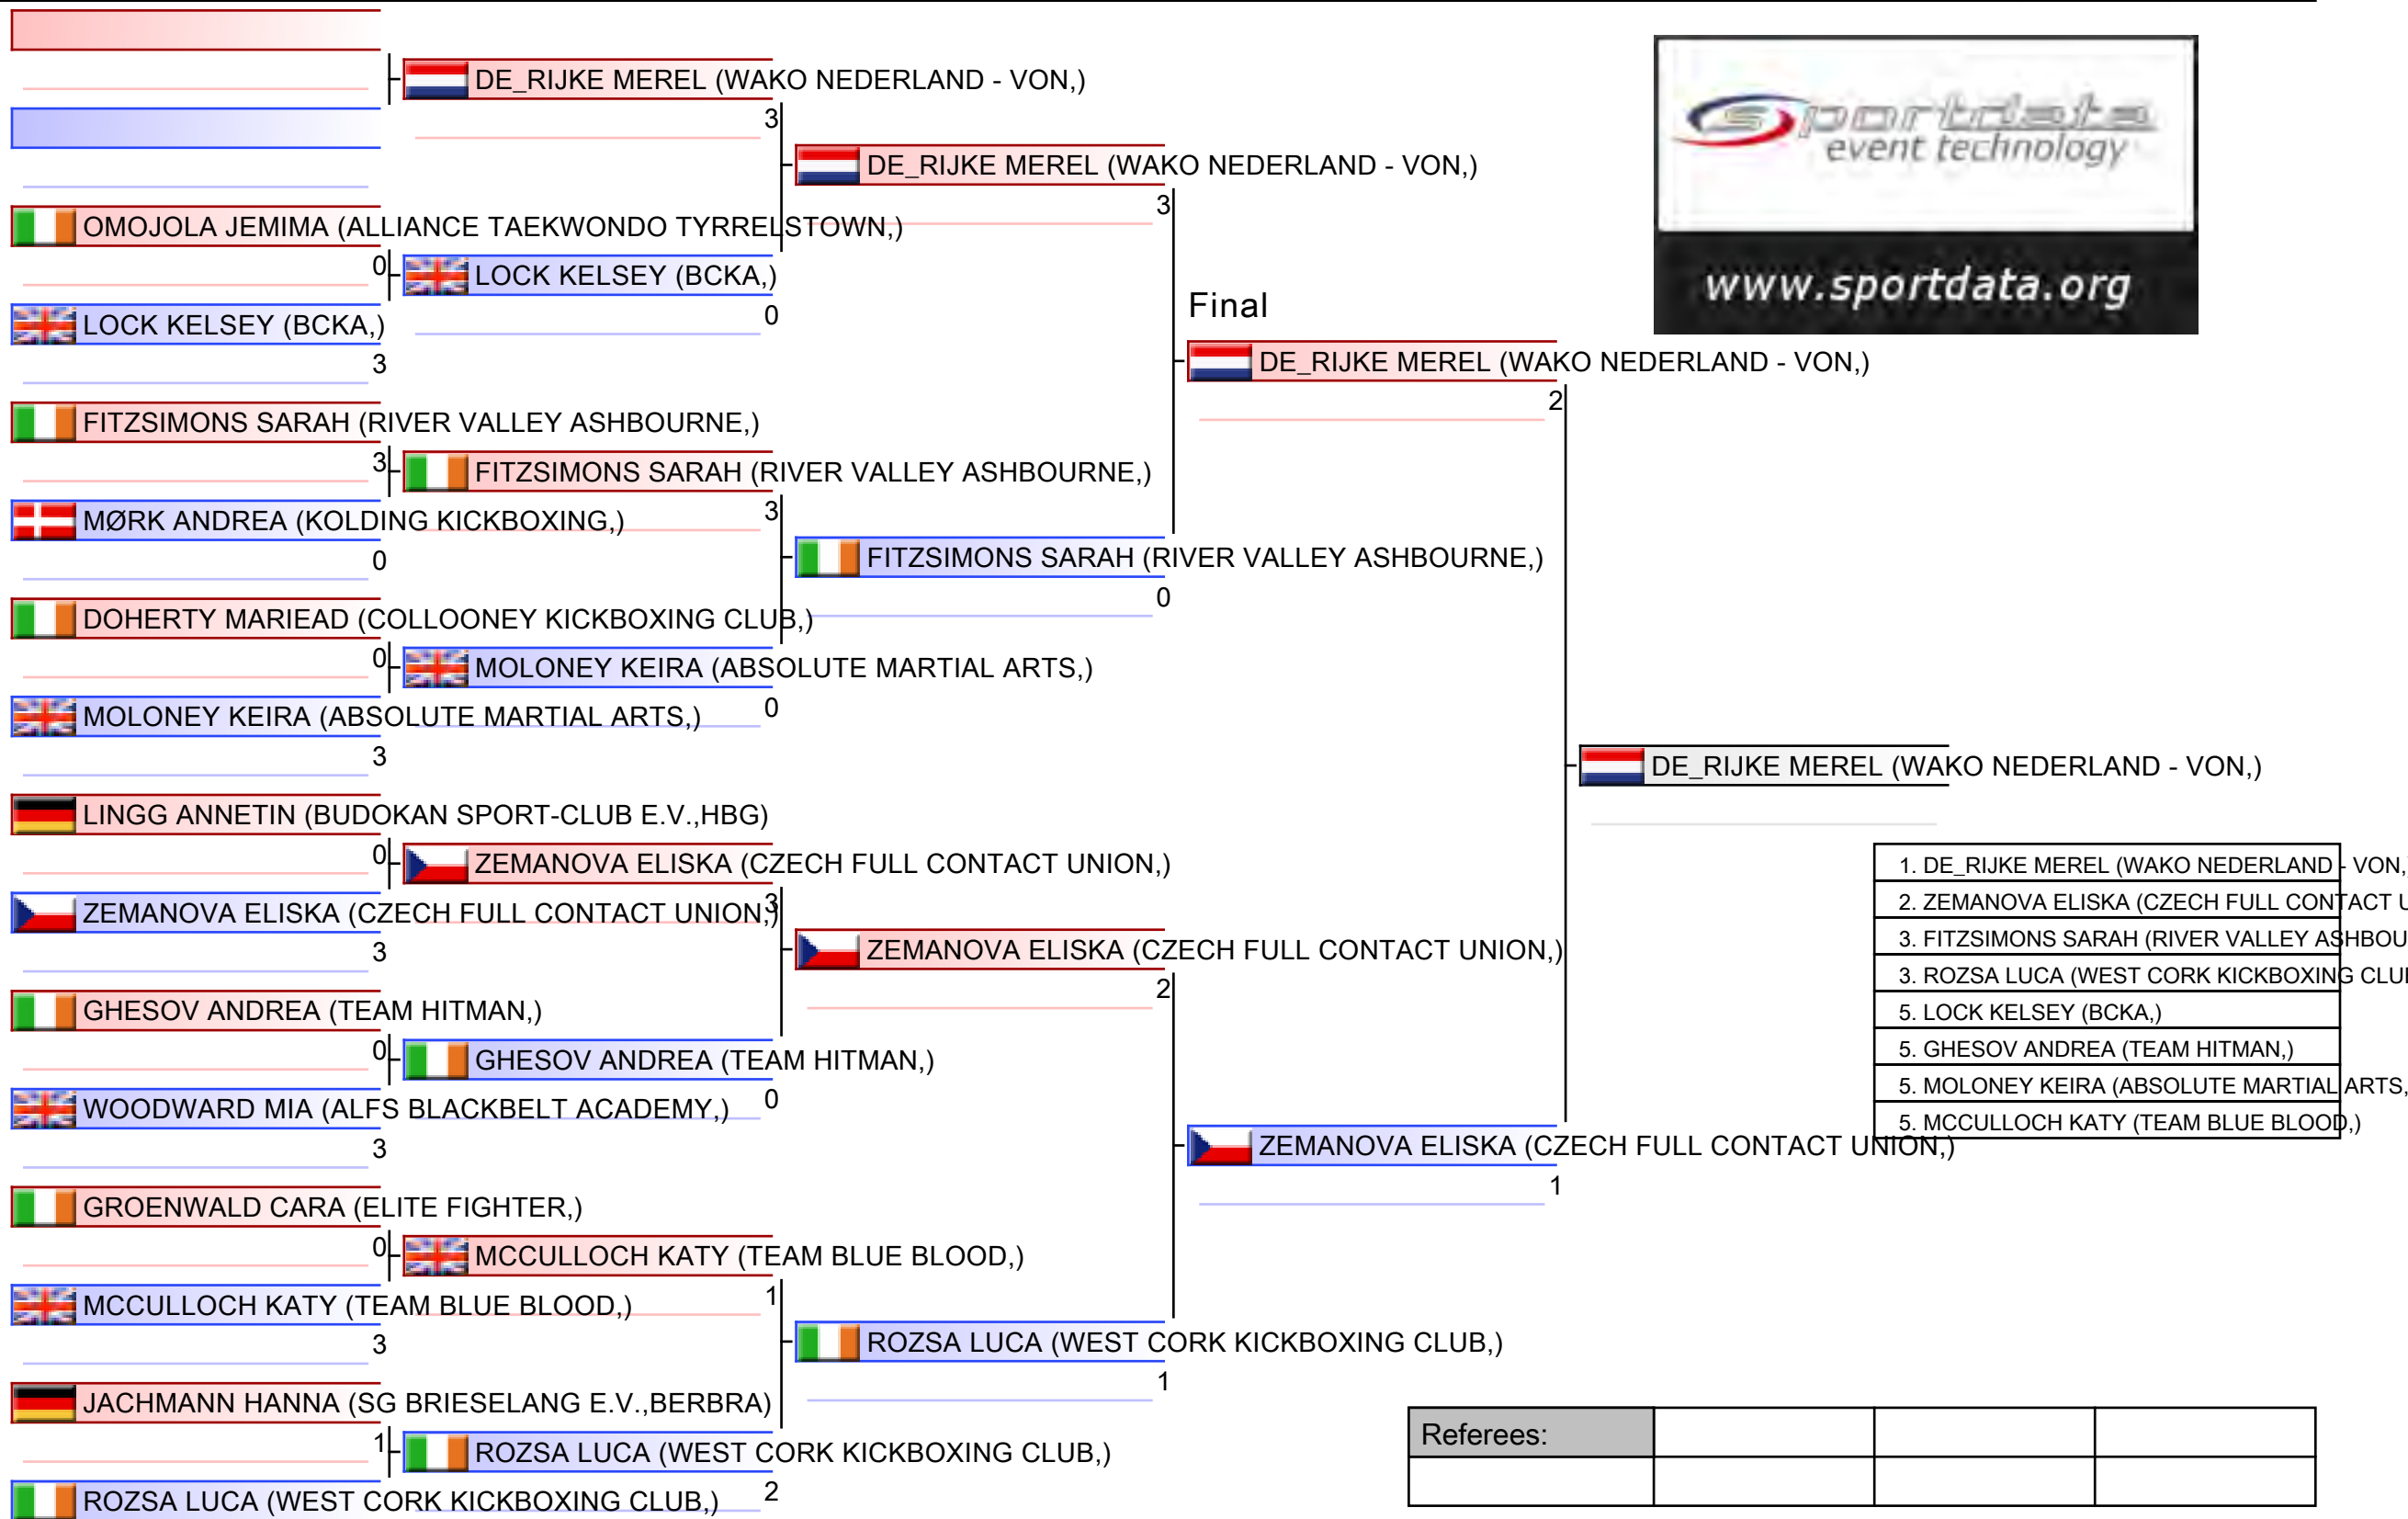 DE_RIJKE MEREL (WAKO NEDERLAND - VON,)
3
OMOJOLA JEMIMA (ALLIANCE TAEKWONDO TYRRELSTOWN,)
0
LOCK KELSEY (BCKA,)
0
LOCK KELSEY (BCKA,)
3
FITZSIMONS SARAH (RIVER VALLEY ASHBOURNE,)
3
FITZSIMONS SARAH (RIVER VALLEY ASHBOURNE,)
3
MØRK ANDREA (KOLDING KICKBOXING,)
0
DOHERTY MARIEAD (COLLOONEY KICKBOXING CLUB,)
0
MOLONEY KEIRA (ABSOLUTE MARTIAL ARTS,)
0
MOLONEY KEIRA (ABSOLUTE MARTIAL ARTS,)
3
LINGG ANNETIN (BUDOKAN SPORT-CLUB E.V.,HBG)
0
ZEMANOVA ELISKA (CZECH FULL CONTACT UNION,)
3
ZEMANOVA ELISKA (CZECH FULL CONTACT UNION,)
3
GHESOV ANDREA (TEAM HITMAN,)
0
GHESOV ANDREA (TEAM HITMAN,)
0
WOODWARD MIA (ALFS BLACKBELT ACADEMY,)
3
GROENWALD CARA (ELITE FIGHTER,)
0
MCCULLOCH KATY (TEAM BLUE BLOOD,)
1
MCCULLOCH KATY (TEAM BLUE BLOOD,)
3
JACHMANN HANNA (SG BRIESELANG E.V.,BERBRA)
1
ROZSA LUCA (WEST CORK KICKBOXING CLUB,)
2
ROZSA LUCA (WEST CORK KICKBOXING CLUB,)
DE_RIJKE MEREL (WAKO NEDERLAND - VON,)
3
FITZSIMONS SARAH (RIVER VALLEY ASHBOURNE,)
0
ZEMANOVA ELISKA (CZECH FULL CONTACT UNION,)
2
ROZSA LUCA (WEST CORK KICKBOXING CLUB,)
1
Final
DE_RIJKE MEREL (WAKO NEDERLAND - VON,)
2
ZEMANOVA ELISKA (CZECH FULL CONTACT UNION,)
1
DE_RIJKE MEREL (WAKO NEDERLAND - VON,)
sportdata
event technology
www.sportdata.org
1. DE_RIJKE MEREL (WAKO NEDERLAND - VON,
2. ZEMANOVA ELISKA (CZECH FULL CONTACT U
3. FITZSIMONS SARAH (RIVER VALLEY ASHBOU
3. ROZSA LUCA (WEST CORK KICKBOXING CLU
5. LOCK KELSEY (BCKA,)
5. GHESOV ANDREA (TEAM HITMAN,)
5. MOLONEY KEIRA (ABSOLUTE MARTIAL ARTS,
5. MCCULLOCH KATY (TEAM BLUE BLOOD,)
Referees: